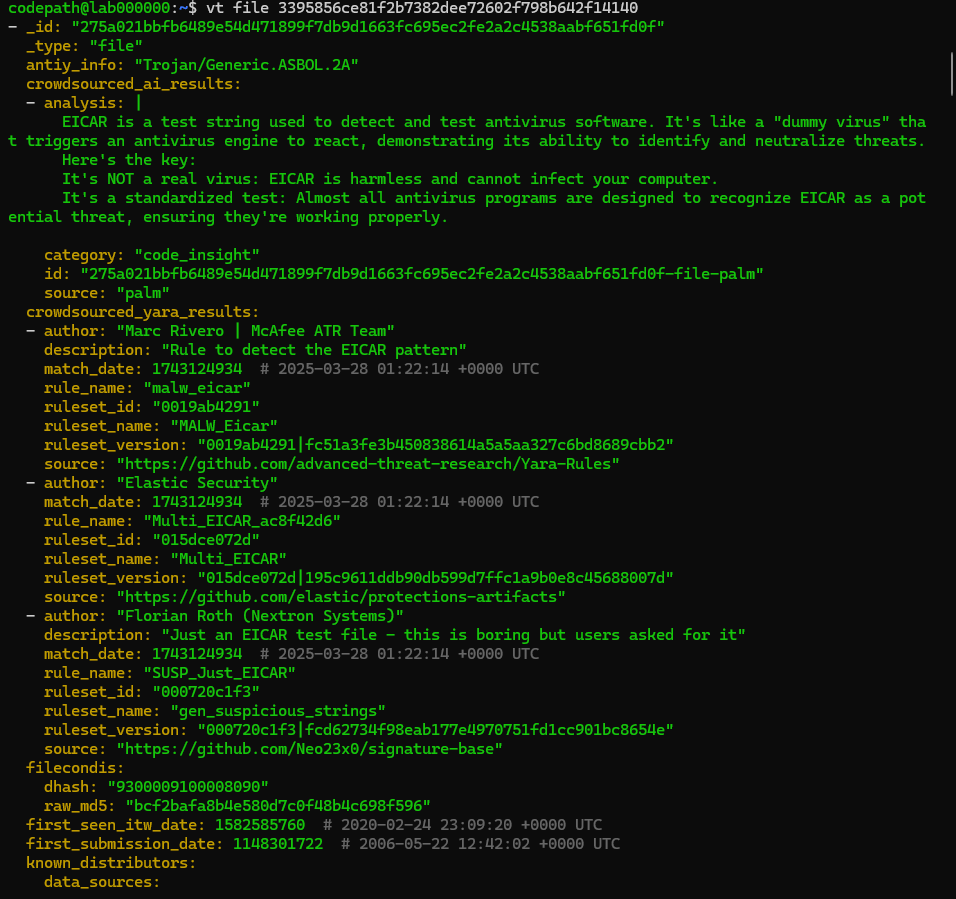 codepath@lab000000:~$ vt file 3395856ce81f2b7382dee72602f798b642f14140
- _id: "275a021bbfb6489e54d471899f7db9d1663fc695ec2fe2a2c4538aabf651fd0f"
  _type: "file"
  antiy_info: "Trojan/Generic.ASBOL.2A"
  crowdsourced_ai_results:
  - analysis: |
      EICAR is a test string used to detect and test antivirus software. It's like a "dummy virus" tha
t triggers an antivirus engine to react, demonstrating its ability to identify and neutralize threats.
      Here's the key:
      It's NOT a real virus: EICAR is harmless and cannot infect your computer.
      It's a standardized test: Almost all antivirus programs are designed to recognize EICAR as a pot
ential threat, ensuring they're working properly.

    category: "code_insight"
    id: "275a021bbfb6489e54d471899f7db9d1663fc695ec2fe2a2c4538aabf651fd0f-file-palm"
    source: "palm"
  crowdsourced_yara_results:
  - author: "Marc Rivero | McAfee ATR Team"
    description: "Rule to detect the EICAR pattern"
    match_date: 1743124934  # 2025-03-28 01:22:14 +0000 UTC
    rule_name: "malw_eicar"
    ruleset_id: "0019ab4291"
    ruleset_name: "MALW_Eicar"
    ruleset_version: "0019ab4291|fc51a3fe3b450838614a5a5aa327c6bd8689cbb2"
    source: "https://github.com/advanced-threat-research/Yara-Rules"
  - author: "Elastic Security"
    match_date: 1743124934  # 2025-03-28 01:22:14 +0000 UTC
    rule_name: "Multi_EICAR_ac8f42d6"
    ruleset_id: "015dce072d"
    ruleset_name: "Multi_EICAR"
    ruleset_version: "015dce072d|195c9611ddb90db599d7ffc1a9b0e8c45688007d"
    source: "https://github.com/elastic/protections-artifacts"
  - author: "Florian Roth (Nextron Systems)"
    description: "Just an EICAR test file - this is boring but users asked for it"
    match_date: 1743124934  # 2025-03-28 01:22:14 +0000 UTC
    rule_name: "SUSP_Just_EICAR"
    ruleset_id: "000720c1f3"
    ruleset_name: "gen_suspicious_strings"
    ruleset_version: "000720c1f3|fcd62734f98eab177e4970751fd1cc901bc8654e"
    source: "https://github.com/Neo23x0/signature-base"
  filecondis:
    dhash: "9300009100008090"
    raw_md5: "bcf2bafa8b4e580d7c0f48b4c698f596"
  first_seen_itw_date: 1582585760  # 2020-02-24 23:09:20 +0000 UTC
  first_submission_date: 1148301722  # 2006-05-22 12:42:02 +0000 UTC
  known_distributors:
    data_sources: